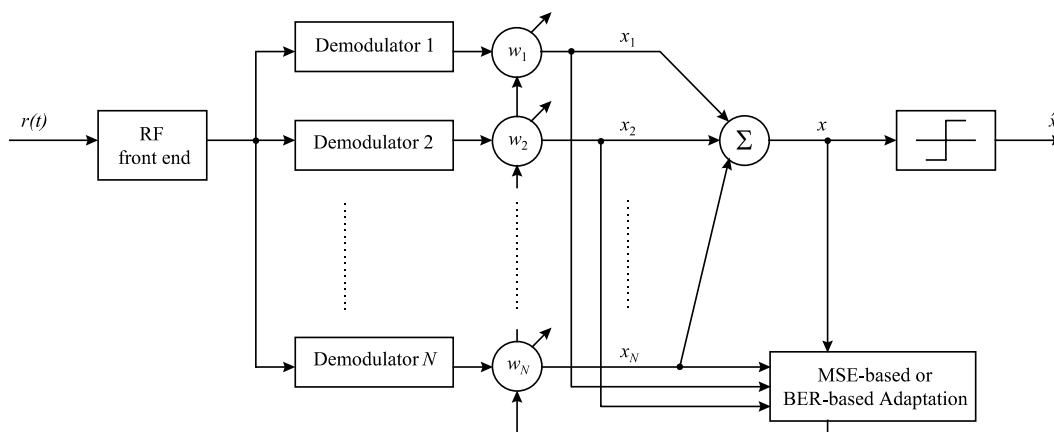 Demodulator 1
w1
x1
r(t)
RF
front end
Demodulator 2
w2
x2
Σ
x
x̂
Demodulator N
wN
xN
MSE-based or
BER-based Adaptation